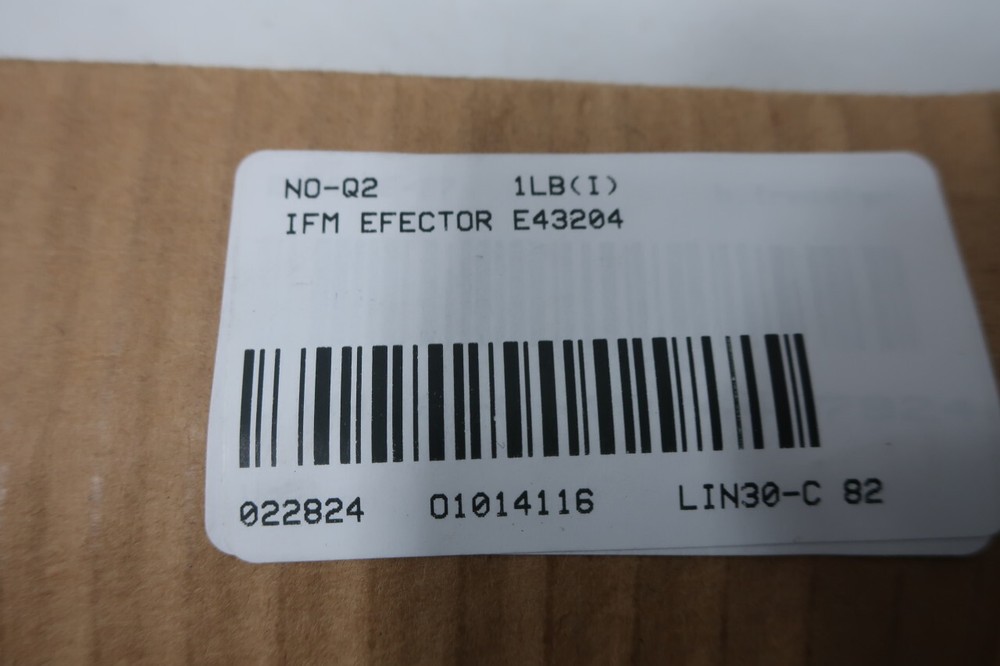 NO-Q2 1LB(I)
IFM EFECTOR E43204
022824 01014116 LIN30-C 82